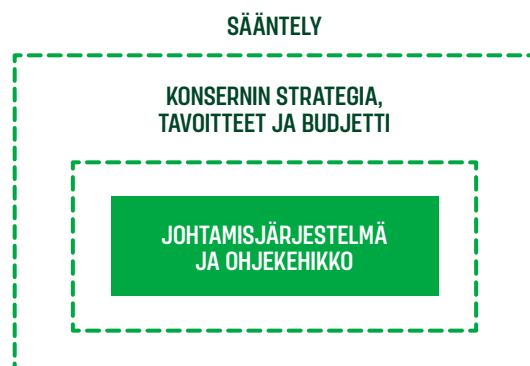 SÄÄNTELY
KONSERNIN STRATEGIA,
TAVOITTEET JA BUDJETTI
JOHTAMISJÄRJESTELMÄ
JA OHJEKEHIKKO